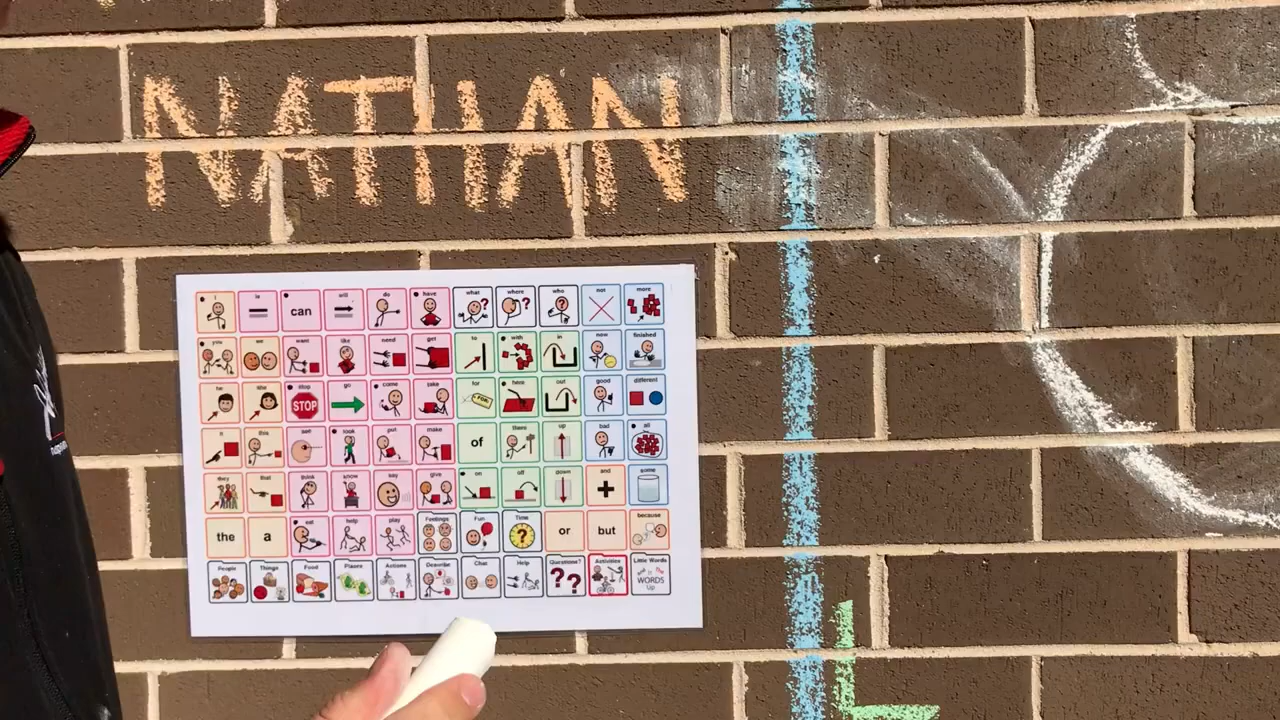 NATHAN
I is can will do have what where who not more
you we want like need get to with in now finished
he she stop go come take for here out good different
it this see look put make of there up bad all
they that think know say give on off down and some
the a eat help play Feelings Fun Time or but because
People Things Food Places Actions Describe Chat Help Questions? Activities Little Words
L